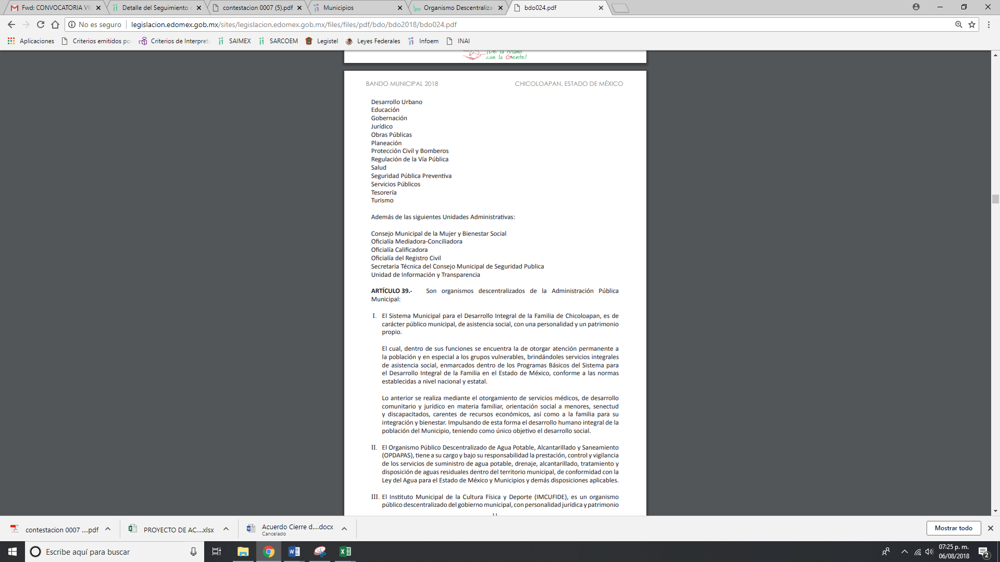 Fwd: CONVOCATORIA VI
Detalle del Seguimiento
contestacion 0007 (5).pdf
Municipios
Organismo Descentraliza
bdo024.pdf
No es seguro
legislacion.edomex.gob.mx/sites/legislacion.edomex.gob.mx/files/files/pdf/bdo/bdo2018/bdo024.pdf
Aplicaciones
Criterios emitidos po
Criterios de Interpret
SAIMEX
SARCOEM
Legistel
Leyes Federales
Infoem
INAI
¡De la Mano
con la Gente!
BANDO MUNICIPAL 2018 CHICOLOAPAN, ESTADO DE MÉXICO
Desarrollo Urbano
Educación
Gobernación
Jurídico
Obras Públicas
Planeación
Protección Civil y Bomberos
Regulación de la Vía Pública
Salud
Seguridad Pública Preventiva
Servicios Públicos
Tesorería
Turismo
Además de las siguientes Unidades Administrativas:
Consejo Municipal de la Mujer y Bienestar Social
Oficialía Mediadora-Conciliadora
Oficialía Calificadora
Oficialía del Registro Civil
Secretaria Técnica del Consejo Municipal de Seguridad Publica
Unidad de Información y Transparencia
ARTÍCULO 39.- Son organismos descentralizados de la Administración Pública
Municipal:
I. El Sistema Municipal para el Desarrollo Integral de la Familia de Chicoloapan, es de
carácter público municipal, de asistencia social, con una personalidad y un patrimonio
propio.
El cual, dentro de sus funciones se encuentra la de otorgar atención permanente a
la población y en especial a los grupos vulnerables, brindándoles servicios integrales
de asistencia social, enmarcados dentro de los Programas Básicos del Sistema para
el Desarrollo Integral de la Familia en el Estado de México, conforme a las normas
establecidas a nivel nacional y estatal.
Lo anterior se realiza mediante el otorgamiento de servicios médicos, de desarrollo
comunitario y jurídico en materia familiar, orientación social a menores, senectud
y discapacitados, carentes de recursos económicos, así como a la familia para su
integración y bienestar. Impulsando de esta forma el desarrollo humano integral de la
población del Municipio, teniendo como único objetivo el desarrollo social.
II. El Organismo Público Descentralizado de Agua Potable, Alcantarillado y Saneamiento
(OPDAPAS), tiene a su cargo y bajo su responsabilidad la prestación, control y vigilancia
de los servicios de suministro de agua potable, drenaje, alcantarillado, tratamiento y
disposición de aguas residuales dentro del territorio municipal, de conformidad con la
Ley del Agua para el Estado de México y Municipios y demás disposiciones aplicables.
III. El Instituto Municipal de la Cultura Física y Deporte (IMCUFIDE), es un organismo
público descentralizado del gobierno municipal, con personalidad jurídica y patrimonio
contestacion 0007 ....pdf
PROYECTO DE AC....xlsx
Acuerdo Cierre d....docx
Cancelado
Mostrar todo
Escribe aquí para buscar
07:25 p. m.
06/08/2018
2